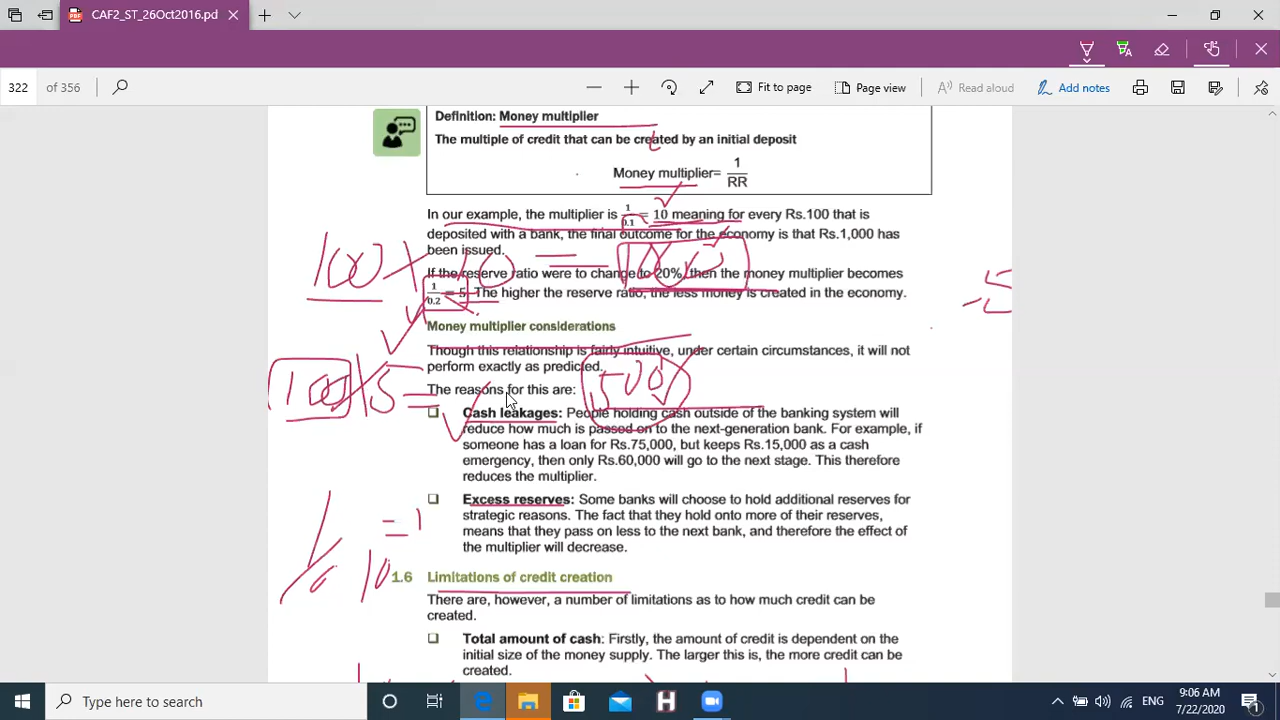 CAF2_ST_26Oct2016.pd
322 of 356
Fit to page
Page view
Read aloud
Add notes
Definition: Money multiplier
The multiple of credit that can be created by an initial deposit
t
Money multiplier= 1/RR
In our example, the multiplier is 1/0.1 = 10 meaning for every Rs.100 that is
deposited with a bank, the final outcome for the economy is that Rs.1,000 has
been issued.
100 × 10 = 1000
If the reserve ratio were to change to 20%, then the money multiplier becomes
1/0.2 = 5. The higher the reserve ratio, the less money is created in the economy.
-5
Money multiplier considerations
Though this relationship is fairly intuitive, under certain circumstances, it will not
perform exactly as predicted.
100 × 5 = 500
The reasons for this are:
❑ Cash leakages: People holding cash outside of the banking system will
reduce how much is passed on to the next-generation bank. For example, if
someone has a loan for Rs.75,000, but keeps Rs.15,000 as a cash
emergency, then only Rs.60,000 will go to the next stage. This therefore
reduces the multiplier.
❑ Excess reserves: Some banks will choose to hold additional reserves for
strategic reasons. The fact that they hold onto more of their reserves,
means that they pass on less to the next bank, and therefore the effect of
the multiplier will decrease.
= 1
10
1.6 Limitations of credit creation
There are, however, a number of limitations as to how much credit can be
created.
❑ Total amount of cash: Firstly, the amount of credit is dependent on the
initial size of the money supply. The larger this is, the more credit can be
created.
Type here to search
ENG
9:06 AM
7/22/2020